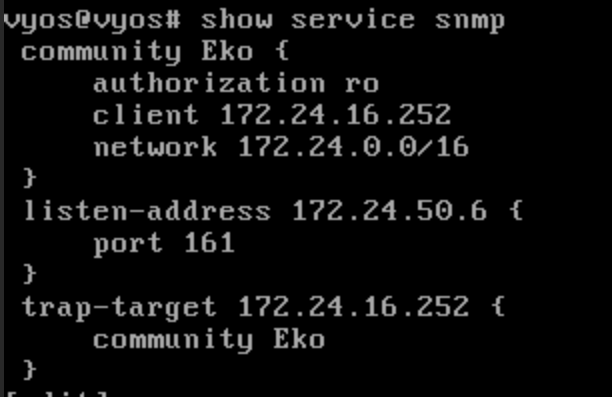 vyos@vyos# show service snmp
community Eko {
authorization ro
client 172.24.16.252
network 172.24.0.0/16
}
listen-address 172.24.50.6 {
port 161
}
trap-target 172.24.16.252 {
community Eko
}